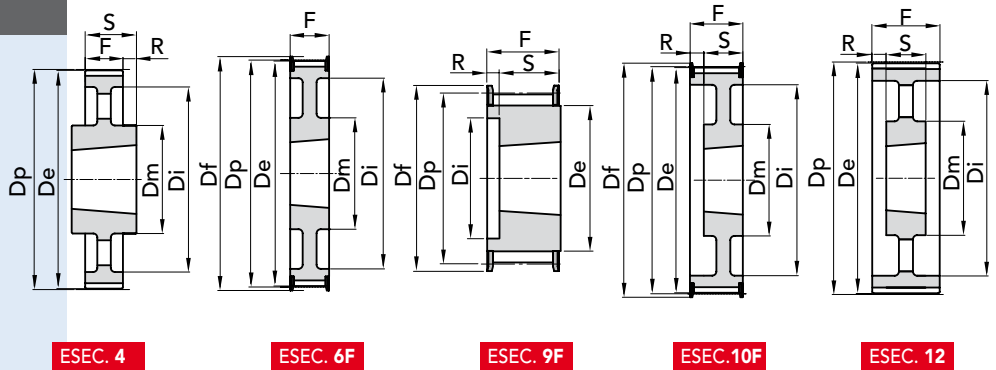 S
F R
Dp De Dm Di
ESEC. 4
F
Df Dp De Dm Di
ESEC. 6F
F
R S
Df Dp Di De
ESEC. 9F
F
R S
Df Dp De Dm Di
ESEC.10F
F
R S
Dp De Dm Di
ESEC. 12